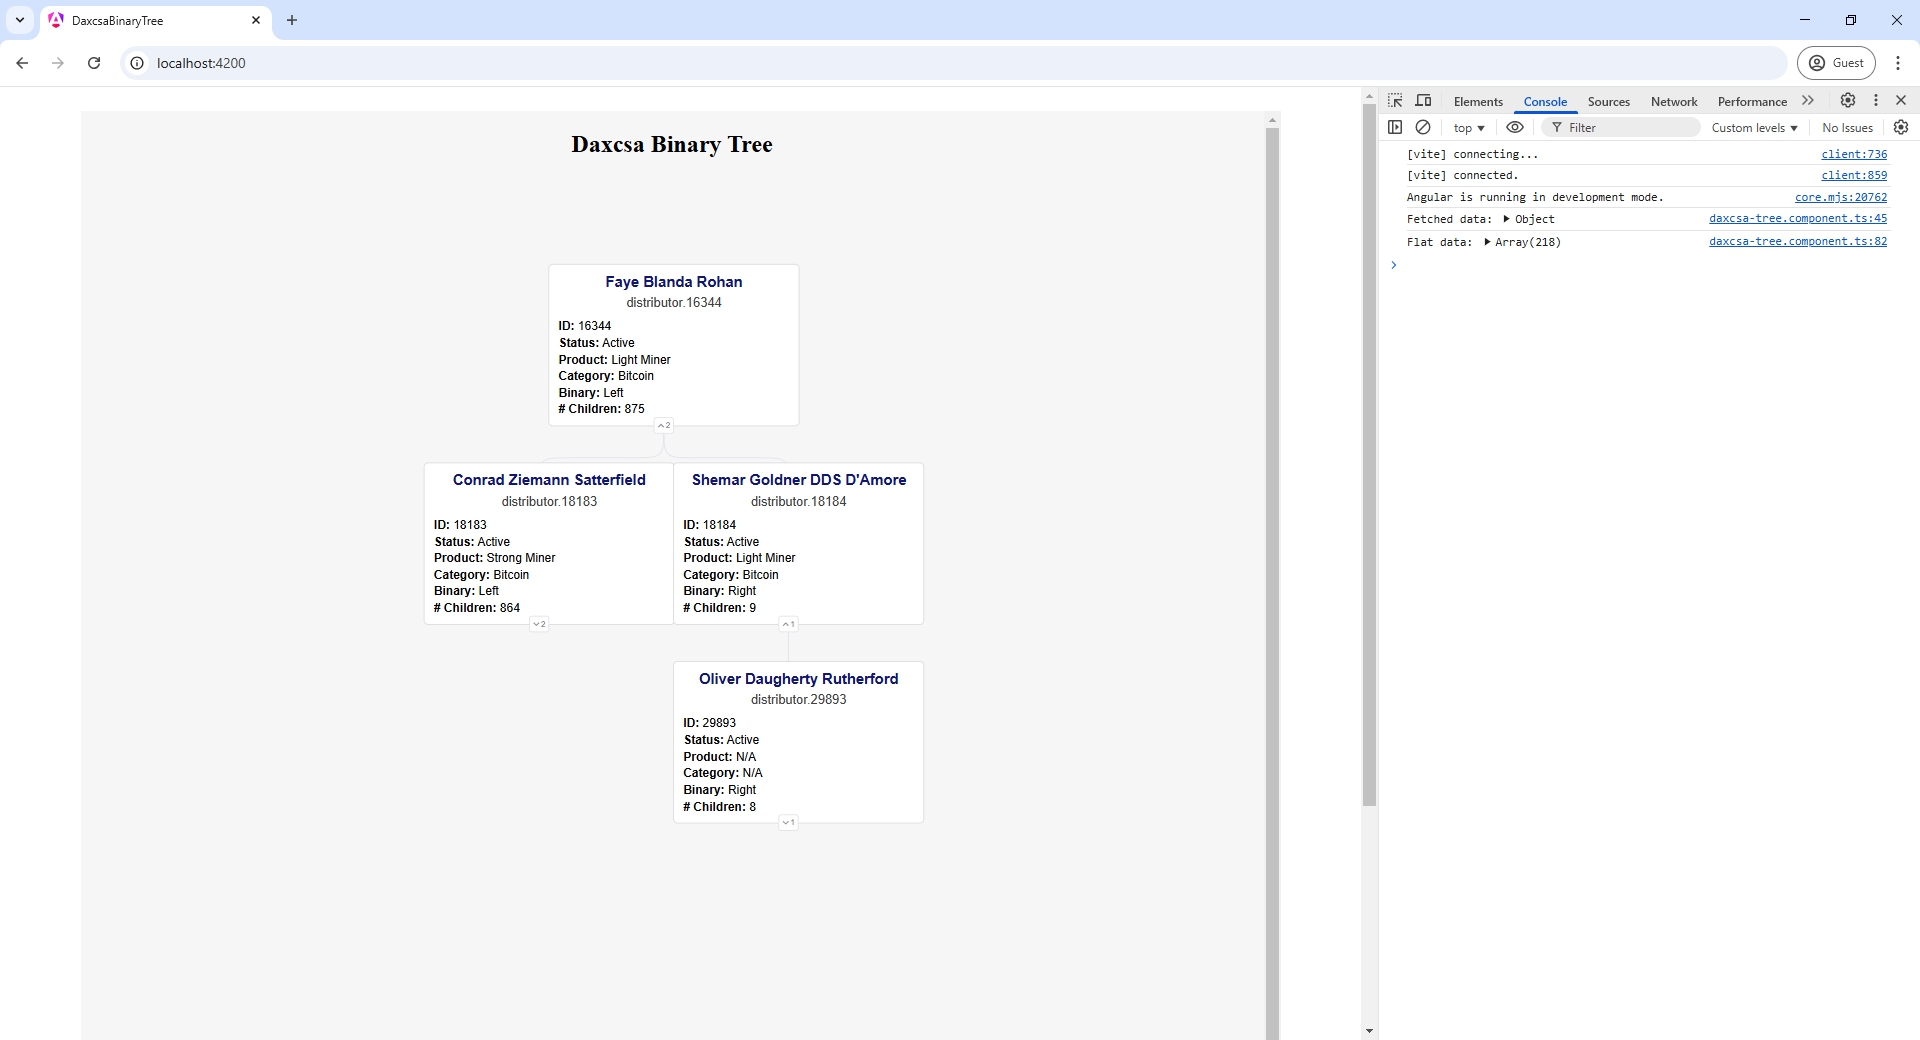 DaxcsaBinaryTree
localhost:4200
Guest
Daxcsa Binary Tree
Faye Blanda Rohan
distributor.16344
ID: 16344
Status: Active
Product: Light Miner
Category: Bitcoin
Binary: Left
# Children: 875
2
Conrad Ziemann Satterfield
distributor.18183
ID: 18183
Status: Active
Product: Strong Miner
Category: Bitcoin
Binary: Left
# Children: 864
2
Shemar Goldner DDS D'Amore
distributor.18184
ID: 18184
Status: Active
Product: Light Miner
Category: Bitcoin
Binary: Right
# Children: 9
1
Oliver Daugherty Rutherford
distributor.29893
ID: 29893
Status: Active
Product: N/A
Category: N/A
Binary: Right
# Children: 8
1
Elements Console Sources Network Performance
top Filter Custom levels No Issues
[vite] connecting... client:736
[vite] connected. client:859
Angular is running in development mode. core.mjs:20762
Fetched data: Object daxcsa-tree.component.ts:45
Flat data: Array(218) daxcsa-tree.component.ts:82